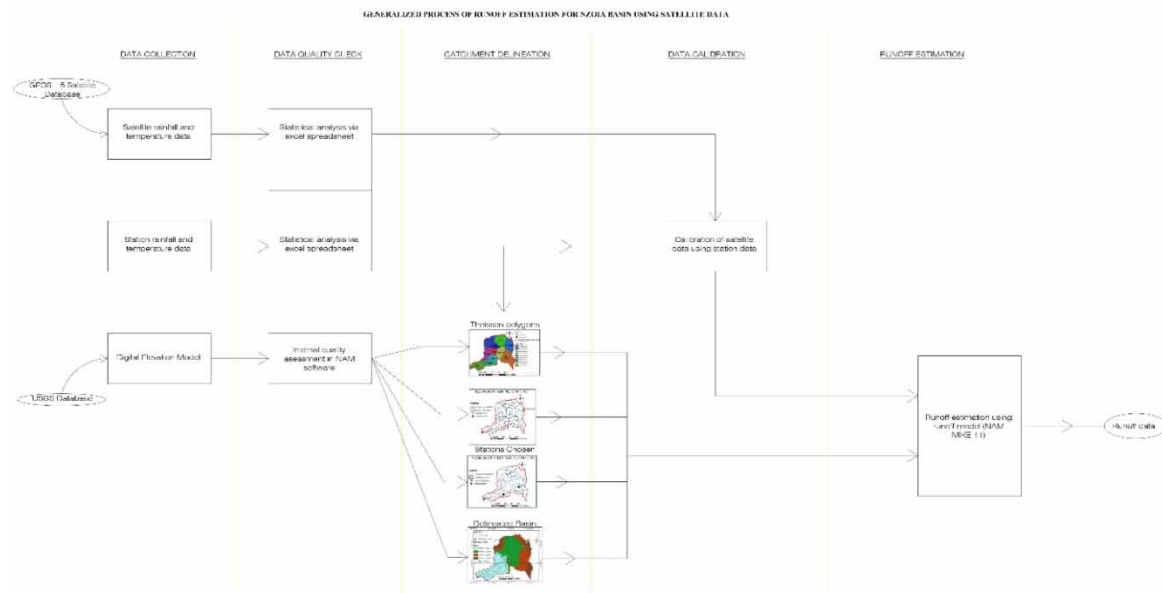 GENERALIZED PROCESS OF RUNOFF ESTIMATION FOR NZOIA BASIN USING SATELLITE DATA
DATA COLLECTION
DATA QUALITY CHECK
CATCHMENT DELINEATION
DATA CALIBRATION
RUNOFF ESTIMATION
GEOS - 5 Satellite
Database
Satellite rainfall and
temperature data
Statistical analysis via
excel spreadsheet
Station rainfall and
temperature data
Statistical analysis via
excel spreadsheet
Calibration of satellite
data using station data
Thaissan polygons
Digital Elevation Model
Internal quality
assessment in NAM
software
USGS Database
Stations Chosen
Delineated Basin
Runoff estimation using
runoff model (NAM
MIKE 11)
Runoff data